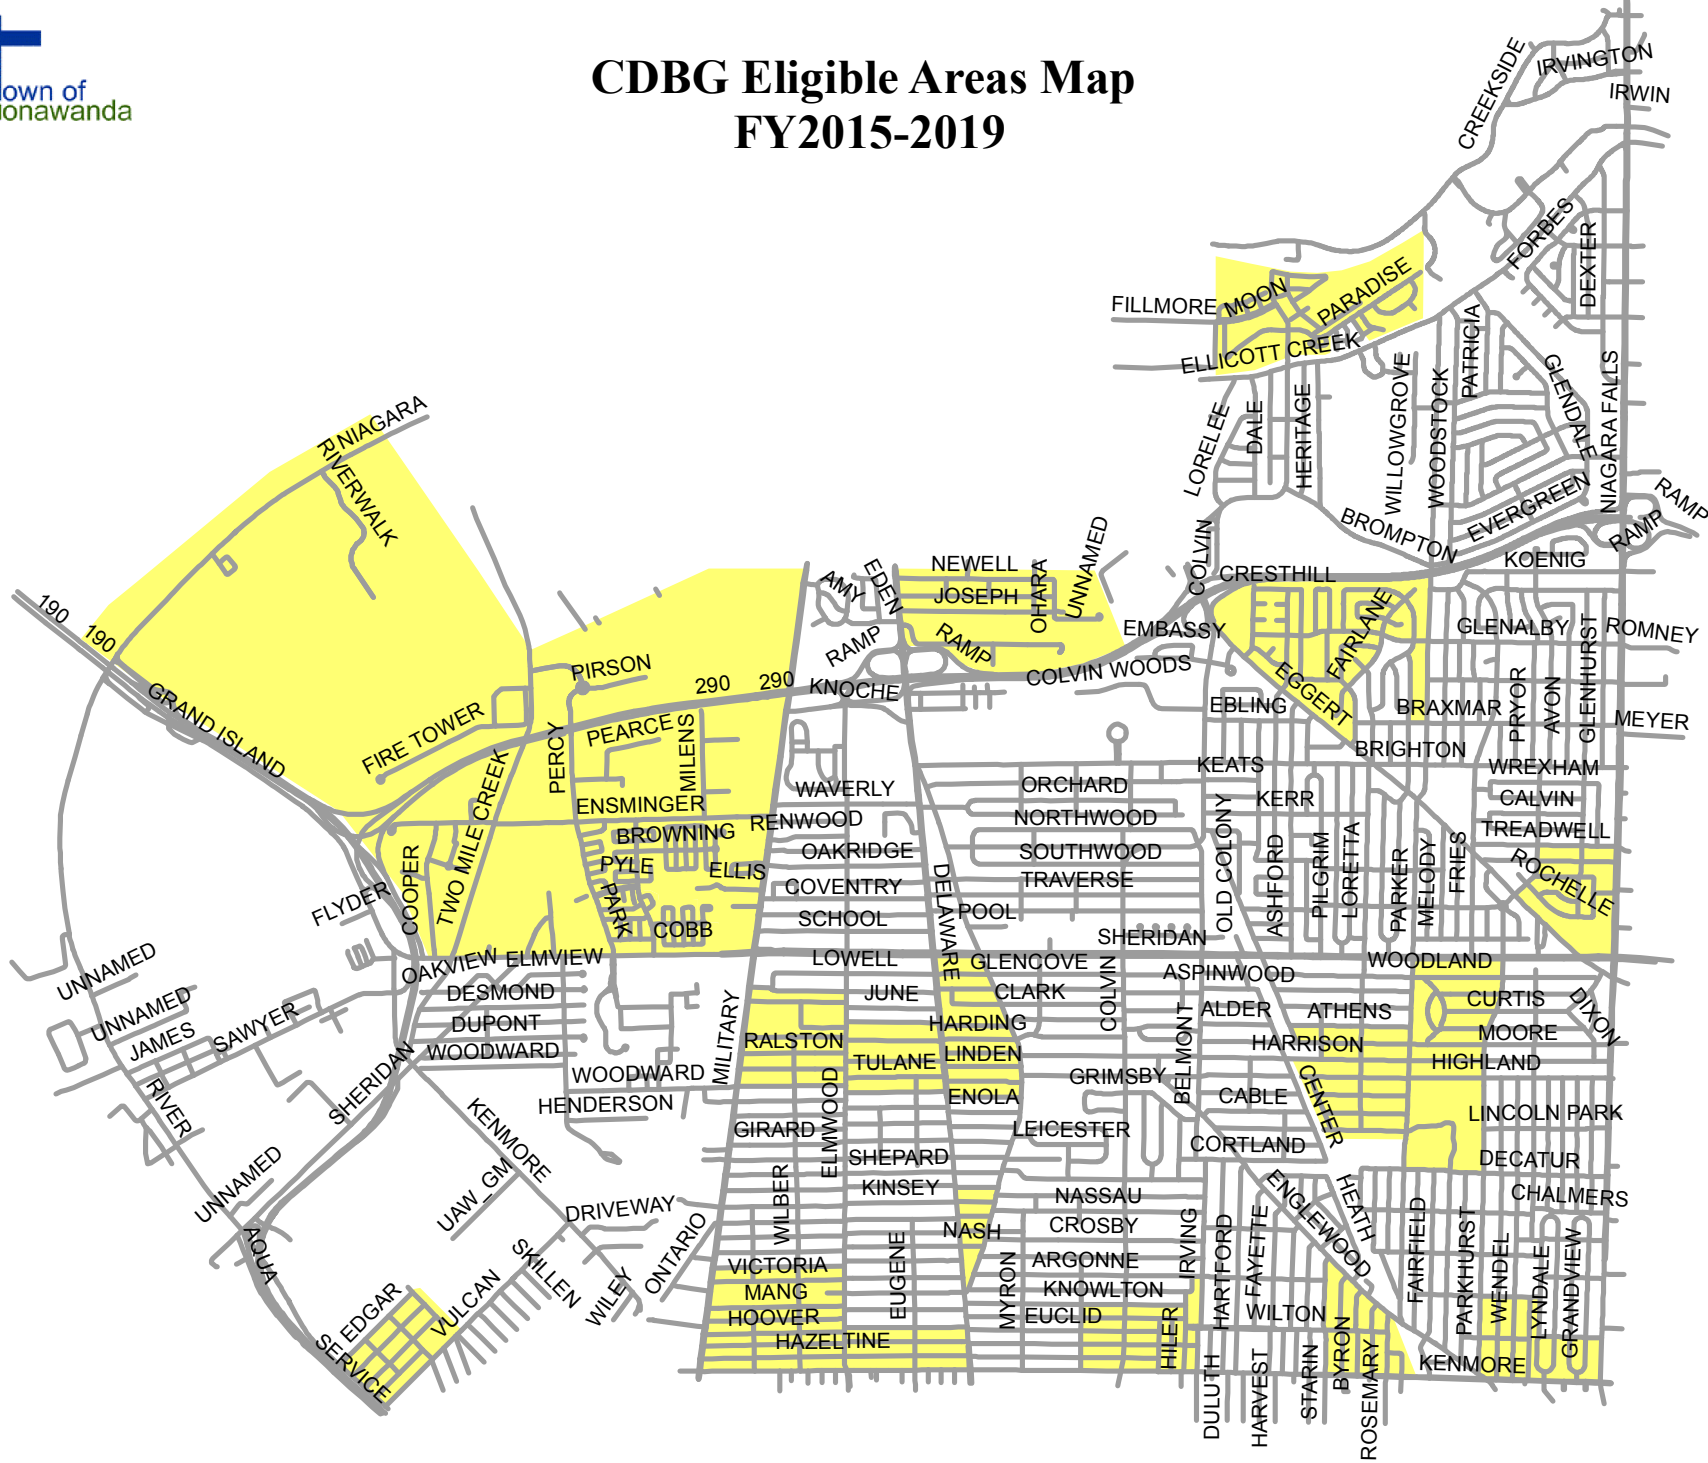 own of
onawanda
CDBG Eligible Areas Map
FY2015-2019
CREEKSIDE
IRVINGTON
IRWIN
FORBES
DEXTER
MOON
PARADISE
FILLMORE
ELLICOTT CREEK
PATRICIA
GLENDALE
NIAGARA FALLS
WILLOWGROVE
WOODSTOCK
HERITAGE
DALE
LORELEE
NIAGARA
RIVERWALK
EVERGREEN
RAMP
RAMP
BROMPTON
KOENIG
COLVIN
CRESTHILL
UNNAMED
NEWELL
EDEN
AMY
JOSEPH
OHARA
190
190
EMBASSY
FAIRLANE
GLENALBY
GLENHURST
ROMNEY
RAMP
RAMP
PIRSON
COLVIN WOODS
EGGERT
290
290
KNOCHE
GRAND ISLAND
FIRE TOWER
EBLING
BRAXMAR
PRYOR
AVON
MEYER
PERCY
PEARCE
MILENS
BRIGHTON
TWO MILE CREEK
KEATS
WREXHAM
WAVERLY
ORCHARD
KERR
CALVIN
ENSMINGER
RENWOOD
NORTHWOOD
OLD COLONY
TREADWELL
BROWNING
OAKRIDGE
SOUTHWOOD
ASHFORD
PILGRIM
LORETTA
PARKER
MELODY
FRIES
ROCHELLE
PYLE
ELLIS
COVENTRY
DELAWARE
TRAVERSE
COOPER
FLYDER
PARK
COBB
SCHOOL
POOL
SHERIDAN
UNNAMED
OAKVIEW
ELMVIEW
LOWELL
GLENCOVE
COLVIN
ASPINWOOD
WOODLAND
DESMOND
JUNE
CLARK
ALDER
ATHENS
CURTIS
DIXON
UNNAMED
JAMES
SAWYER
DUPONT
MILITARY
RALSTON
HARDING
BELMONT
HARRISON
MOORE
WOODWARD
TULANE
LINDEN
HIGHLAND
RIVER
SHERIDAN
WOODWARD
GRIMSBY
CENTER
HENDERSON
ELMWOOD
ENOLA
CABLE
LINCOLN PARK
KENMORE
GIRARD
LEICESTER
CORTLAND
SHEPARD
DECATUR
UNNAMED
UAW_GM
WILBER
KINSEY
NASSAU
ENGLEWOOD
HEATH
CHALMERS
DRIVEWAY
NASH
CROSBY
IRVING
HARTFORD
FAYETTE
FAIRFIELD
PARKHURST
WENDEL
LYNDALE
GRANDVIEW
AQUA
SKILLEN
ONTARIO
VICTORIA
EUGENE
ARGONNE
MANG
MYRON
KNOWLTON
LEDGAR
VULCAN
WILEY
HOOVER
EUCLID
HILER
WILTON
BYRON
SERVICE
HAZELTINE
DULUTH
HARVEST
STARIN
ROSEMARY
KENMORE